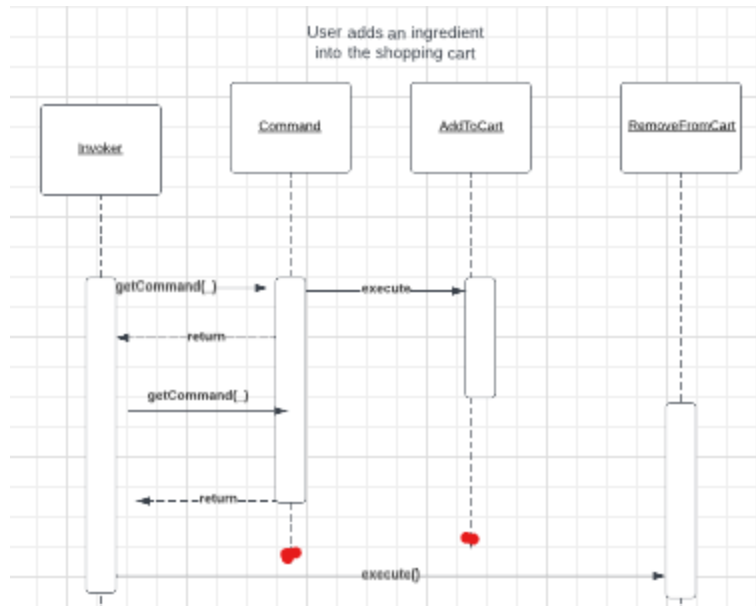 User adds an ingredient
into the shopping cart
Invoker
Command
AddToCart
RemoveFromCart
getCommand(_)
execute
return
getCommand(_)
return
execute()